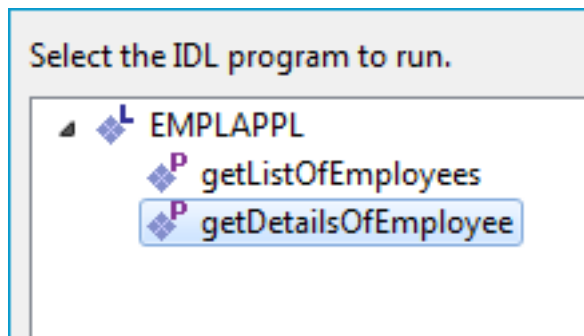 Select the IDL program to run.
L EMPLAPPL
P getListOfEmployees
P getDetailsOfEmployee